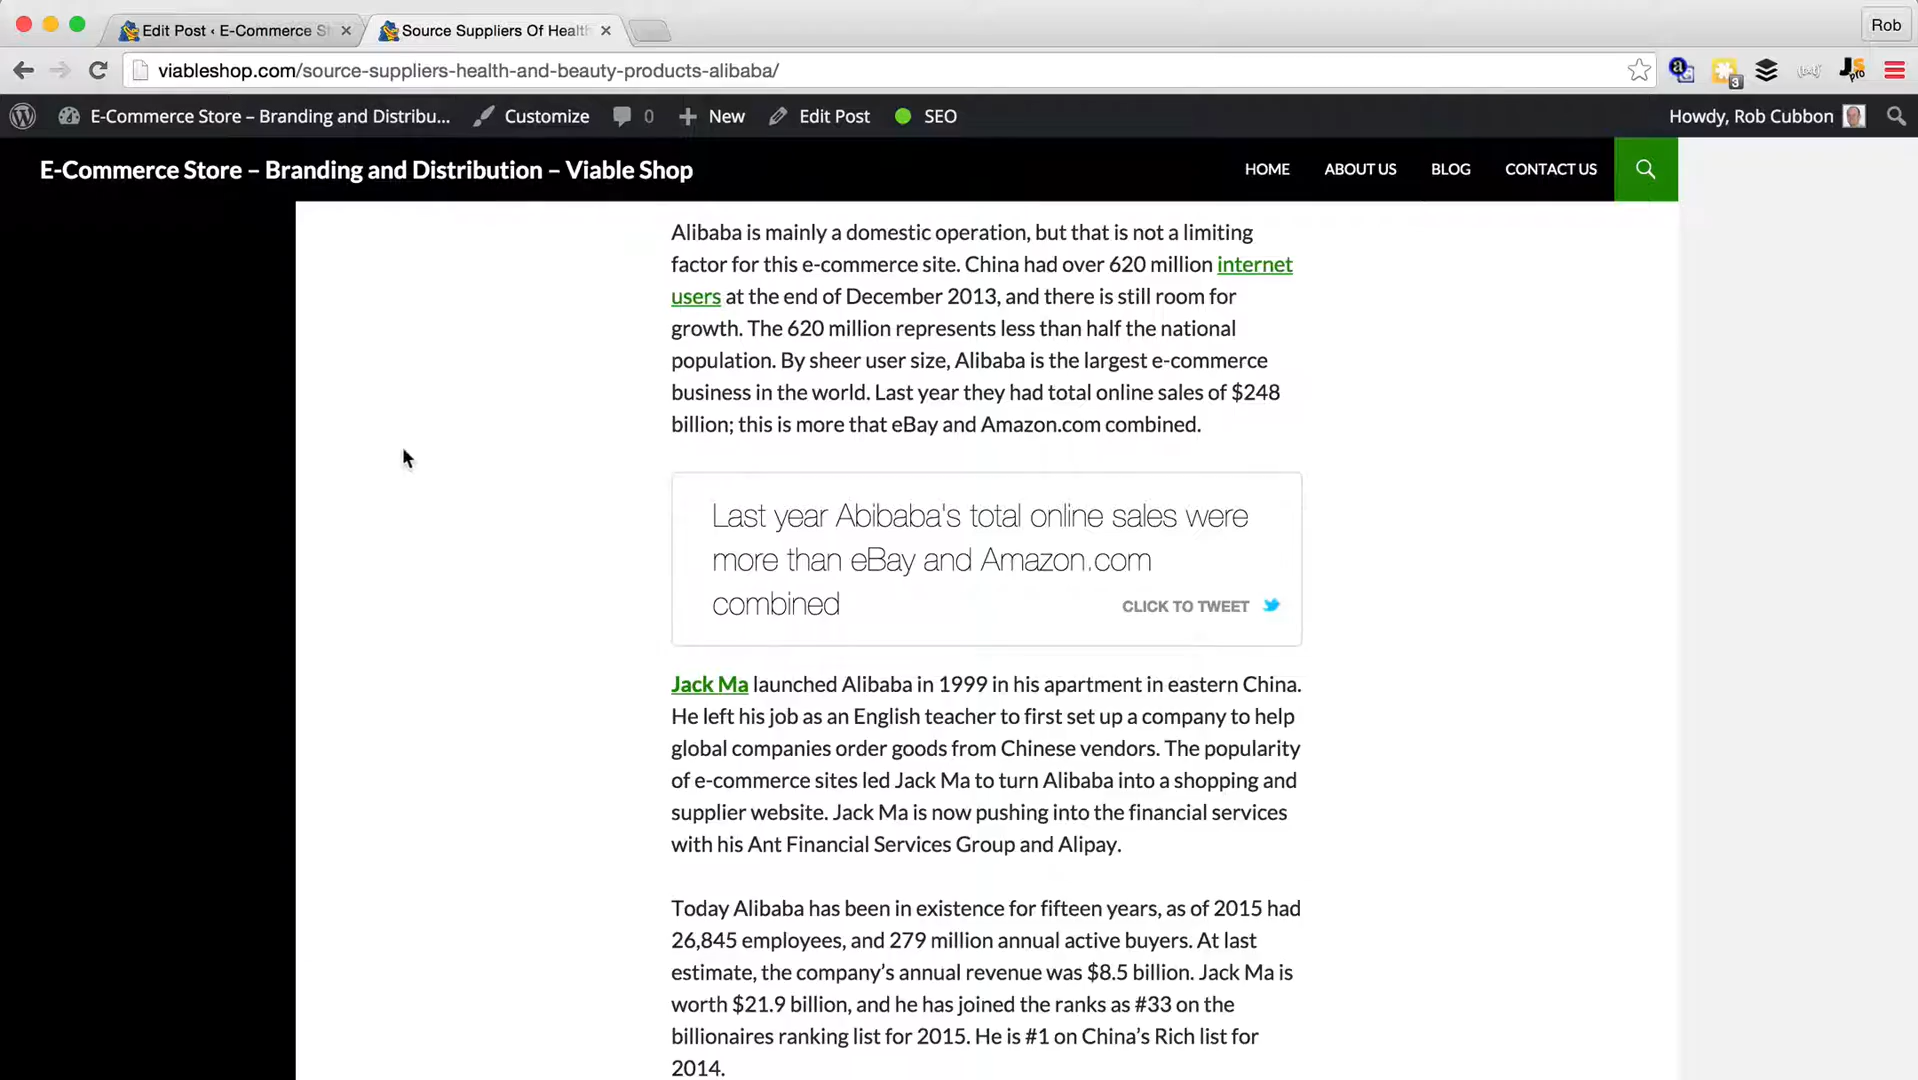 Edit Post ‹ E-Commerce St
Source Suppliers Of Health
Rob
viableshop.com/source-suppliers-health-and-beauty-products-alibaba/
3
E-Commerce Store – Branding and Distribu...
Customize
0
New
Edit Post
SEO
Howdy, Rob Cubbon
E-Commerce Store – Branding and Distribution – Viable Shop
HOME
ABOUT US
BLOG
CONTACT US
Alibaba is mainly a domestic operation, but that is not a limiting
factor for this e-commerce site. China had over 620 million internet
users at the end of December 2013, and there is still room for
growth. The 620 million represents less than half the national
population. By sheer user size, Alibaba is the largest e-commerce
business in the world. Last year they had total online sales of $248
billion; this is more that eBay and Amazon.com combined.
Last year Abibaba's total online sales were
more than eBay and Amazon.com
combined
CLICK TO TWEET
Jack Ma launched Alibaba in 1999 in his apartment in eastern China.
He left his job as an English teacher to first set up a company to help
global companies order goods from Chinese vendors. The popularity
of e-commerce sites led Jack Ma to turn Alibaba into a shopping and
supplier website. Jack Ma is now pushing into the financial services
with his Ant Financial Services Group and Alipay.
Today Alibaba has been in existence for fifteen years, as of 2015 had
26,845 employees, and 279 million annual active buyers. At last
estimate, the company’s annual revenue was $8.5 billion. Jack Ma is
worth $21.9 billion, and he has joined the ranks as #33 on the
billionaires ranking list for 2015. He is #1 on China’s Rich list for
2014.